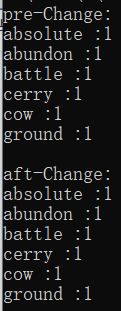 pre-Change:
absolute :1
abundon :1
battle :1
cerry :1
cow :1
ground :1

aft-Change:
absolute :1
abundon :1
battle :1
cerry :1
cow :1
ground :1